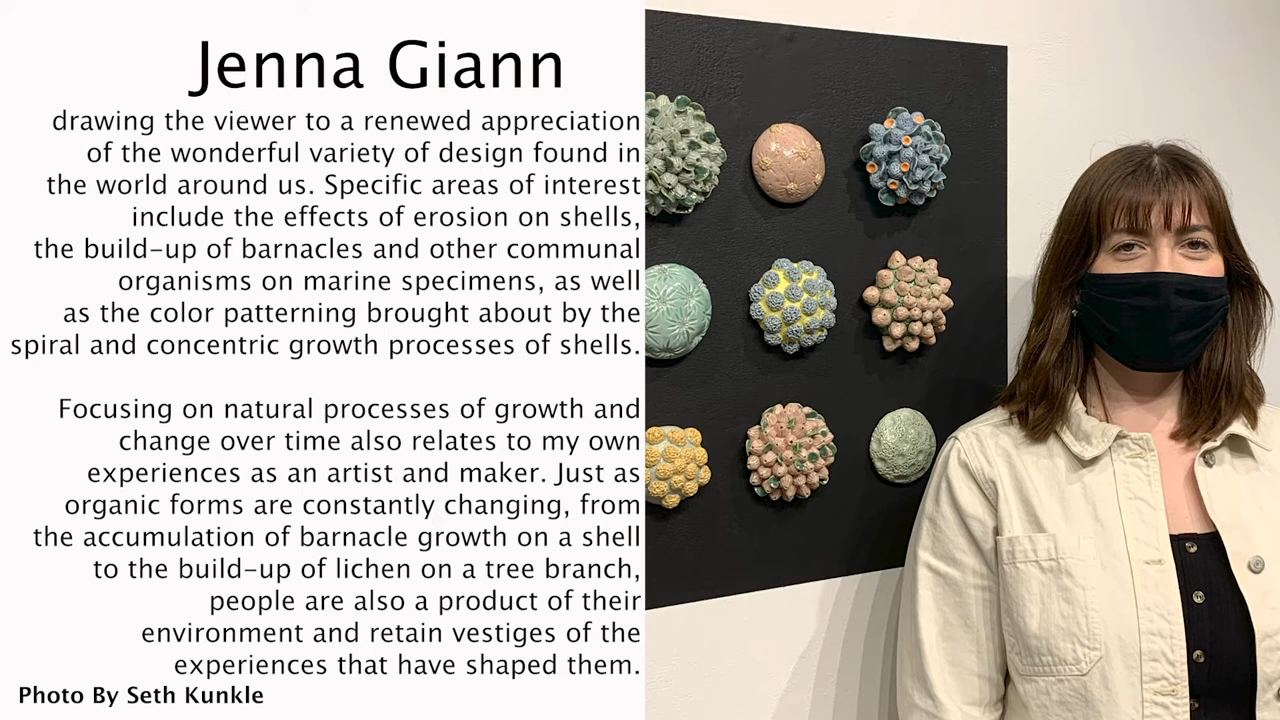 Jenna Giann
drawing the viewer to a renewed appreciation
of the wonderful variety of design found in
the world around us. Specific areas of interest
include the effects of erosion on shells,
the build-up of barnacles and other communal
organisms on marine specimens, as well
as the color patterning brought about by the
spiral and concentric growth processes of shells.
Focusing on natural processes of growth and
change over time also relates to my own
experiences as an artist and maker. Just as
organic forms are constantly changing, from
the accumulation of barnacle growth on a shell
to the build-up of lichen on a tree branch,
people are also a product of their
environment and retain vestiges of the
experiences that have shaped them.
Photo By Seth Kunkle